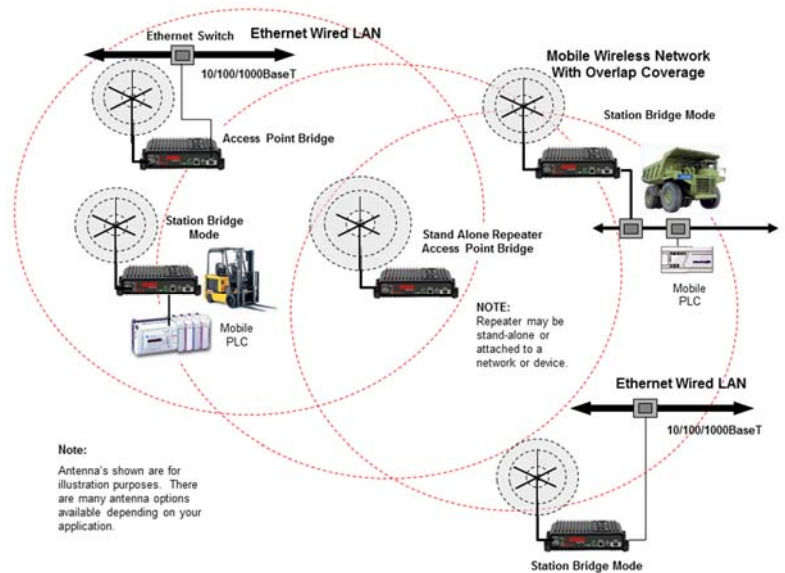 Ethernet Switch
Ethernet Wired LAN
10/100/1000BaseT
Access Point Bridge
Mobile Wireless Network
With Overlap Coverage
Station Bridge Mode
Station Bridge
Mode
Stand Alone Repeater
Access Point Bridge
Mobile
PLC
Mobile
PLC
NOTE:
Repeater may be
stand-alone or
attached to a
network or device.
Ethernet Wired LAN
10/100/1000BaseT
Note:
Antenna's shown are for
illustration purposes. There
are many antenna options
available depending on your
application.
Station Bridge Mode